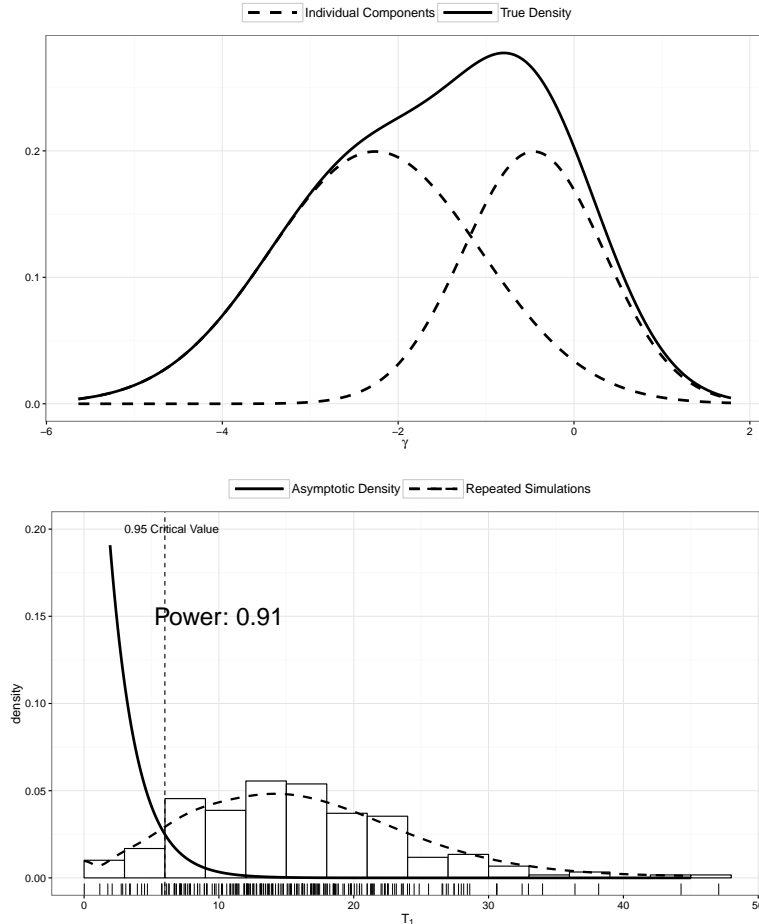 Individual Components True Density
0.2
0.1
0.0
−6 −4 −2 0 2
γ
Asymptotic Density Repeated Simulations
0.95 Critical Value
0.20
Power: 0.91
0.15
density
0.10
0.05
0.00
0 10 20 30 40 50
T1